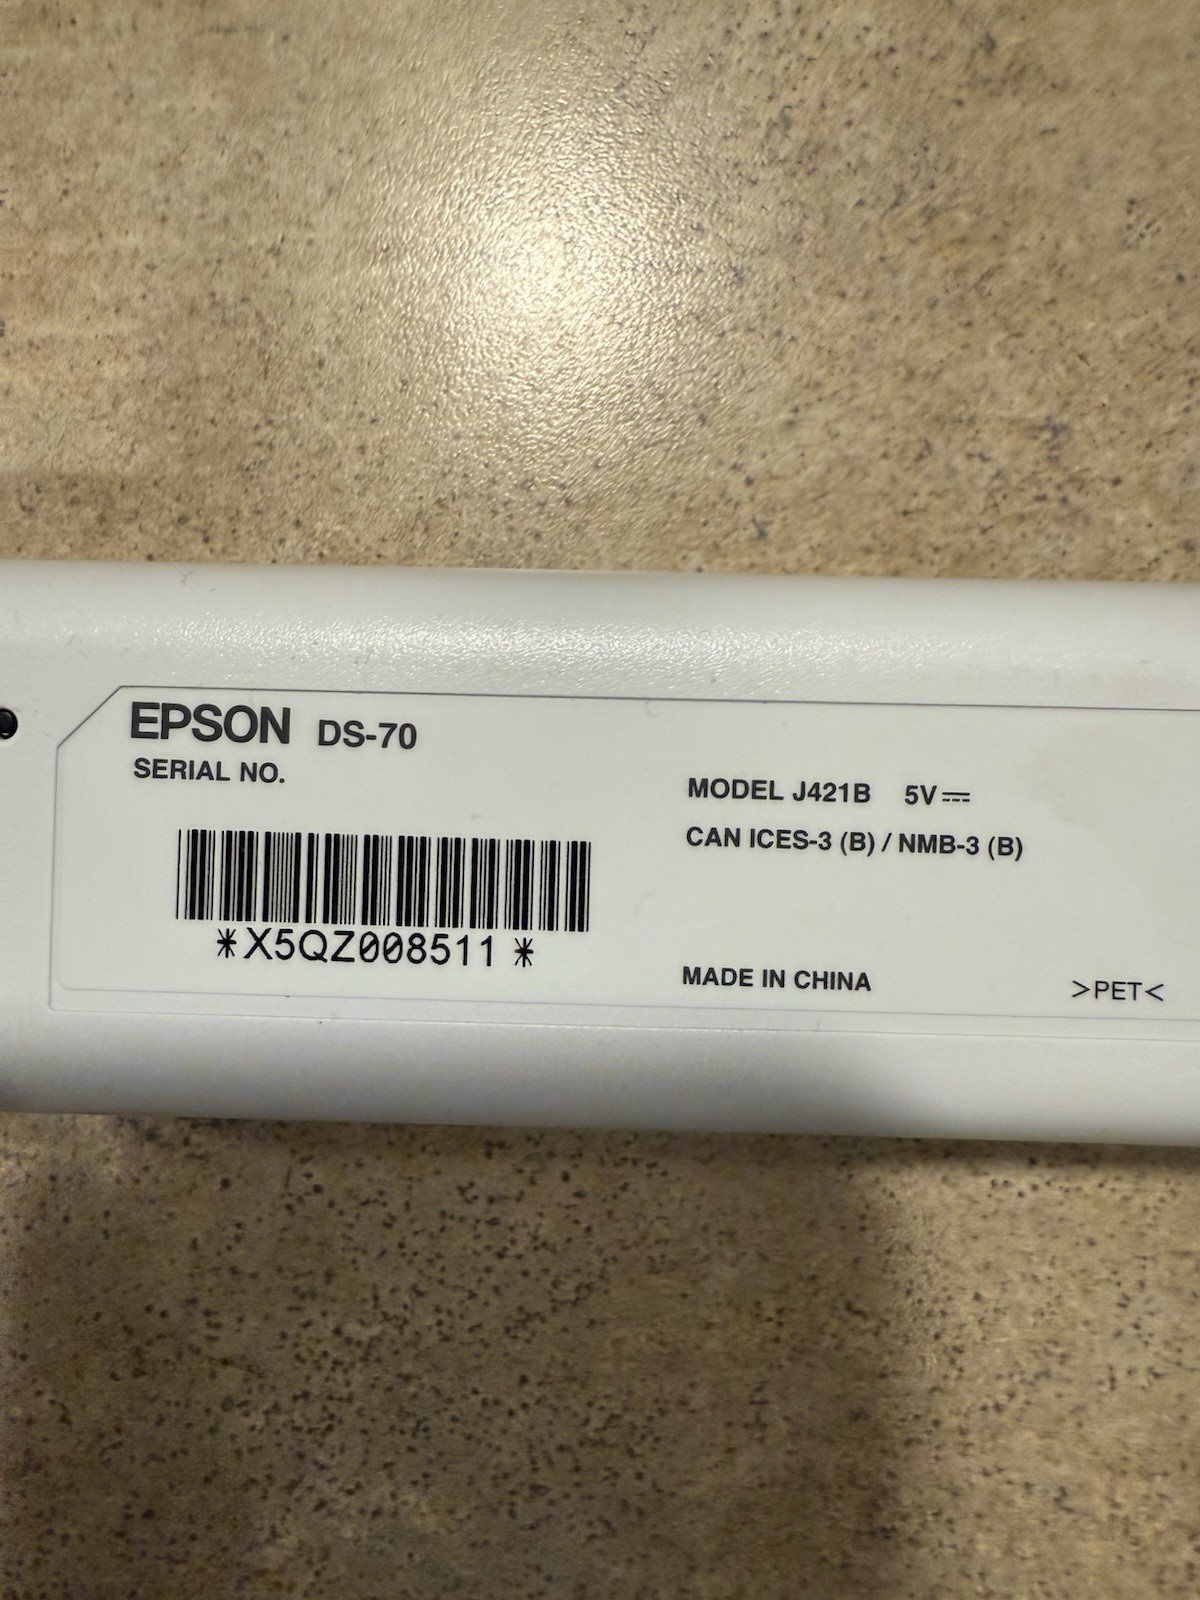 EPSON DS-70
SERIAL NO.
*X5QZ008511 *
MODEL J421B 5V⎓
CAN ICES-3 (B) / NMB-3 (B)
MADE IN CHINA
>PET<